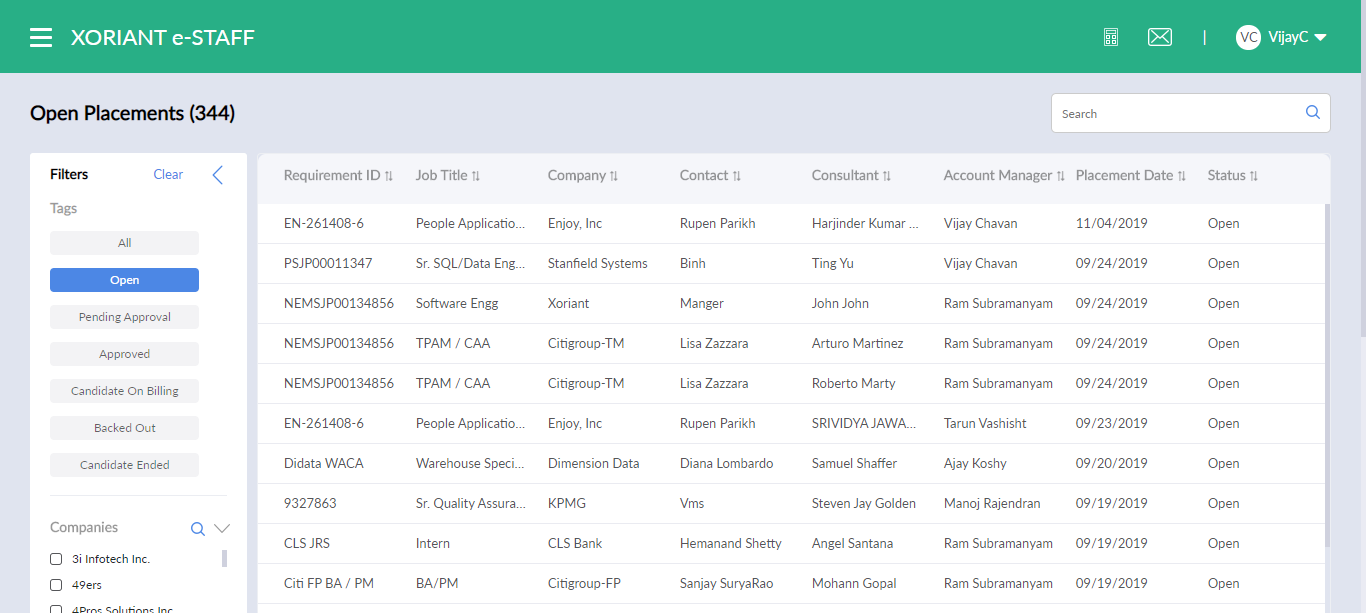 XORIANT e-STAFF
VC VijayC
Open Placements (344)
Search
Filters Clear
Tags
All
Open
Pending Approval
Approved
Candidate On Billing
Backed Out
Candidate Ended
Companies
3i Infotech Inc.
49ers
4Pros Solutions Inc
Requirement ID Job Title Company Contact Consultant Account Manager Placement Date Status
EN-261408-6 People Applicatio... Enjoy, Inc Rupen Parikh Harjinder Kumar ... Vijay Chavan 11/04/2019 Open
PSJP00011347 Sr. SQL/Data Eng... Stanfield Systems Binh Ting Yu Vijay Chavan 09/24/2019 Open
NEMSJP00134856 Software Engg Xoriant Manger John John Ram Subramanyam 09/24/2019 Open
NEMSJP00134856 TPAM / CAA Citigroup-TM Lisa Zazzara Arturo Martinez Ram Subramanyam 09/24/2019 Open
NEMSJP00134856 TPAM / CAA Citigroup-TM Lisa Zazzara Roberto Marty Ram Subramanyam 09/24/2019 Open
EN-261408-6 People Applicatio... Enjoy, Inc Rupen Parikh SRIVIDYA JAWA... Tarun Vashisht 09/23/2019 Open
Didata WACA Warehouse Speci... Dimension Data Diana Lombardo Samuel Shaffer Ajay Koshy 09/20/2019 Open
9327863 Sr. Quality Assura... KPMG Vms Steven Jay Golden Manoj Rajendran 09/19/2019 Open
CLS JRS Intern CLS Bank Hemanand Shetty Angel Santana Ram Subramanyam 09/19/2019 Open
Citi FP BA / PM BA/PM Citigroup-FP Sanjay SuryaRao Mohann Gopal Ram Subramanyam 09/19/2019 Open